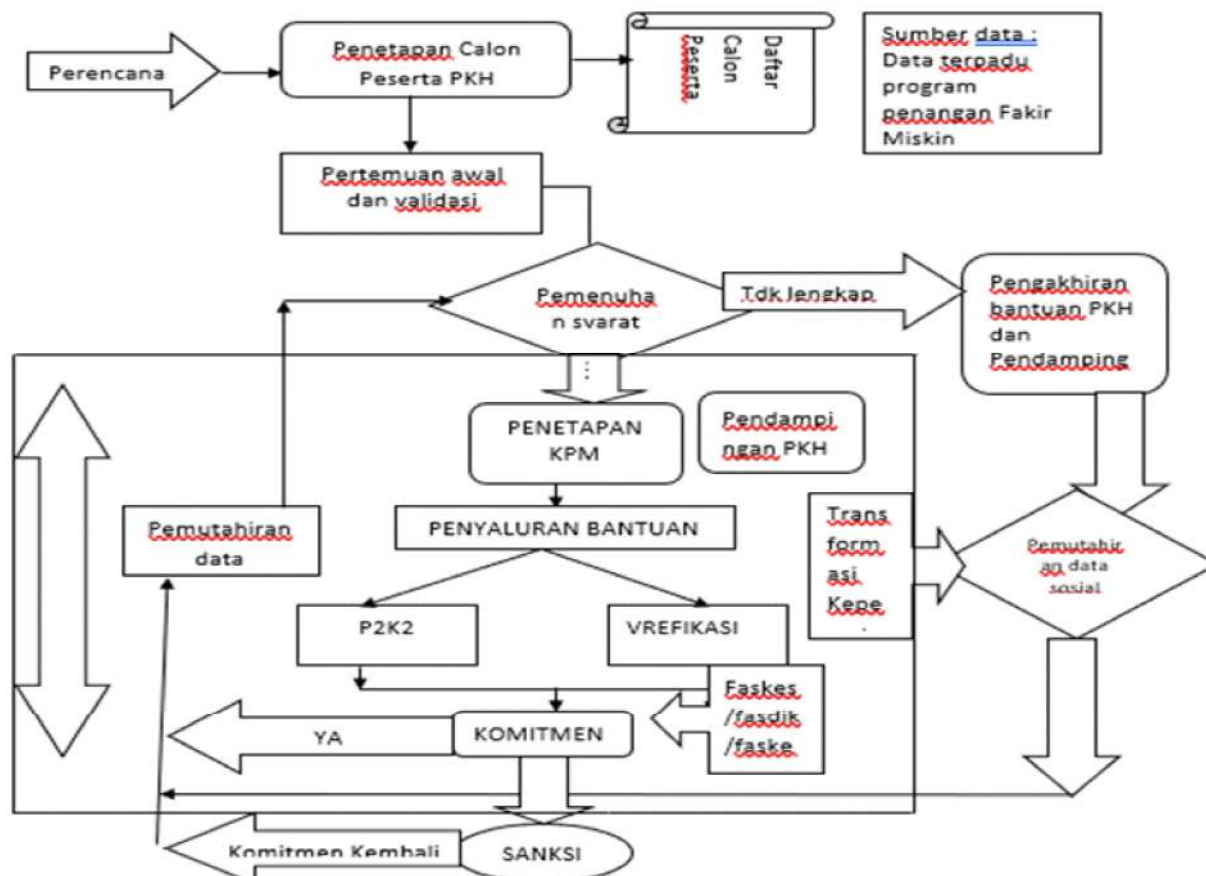 Perencana
Penetapan Calon
Peserta PKH
Daftar
Calon
Peserta
Sumber data :
Data terpadu
program
penangan Fakir
Miskin
Pertemuan awal
dan validasi
Pemenuha
n svarat
Tdk lengkap
Pengakhiran
bantuan PKH
dan
Pendamping
...
PENETAPAN
KPM
Pendampi
ngan PKH
Pemutahiran
data
PENYALURAN BANTUAN
Trans
form
asi
Kepe
Pemutahir
an data
sosial
P2K2
VREFIKASI
Faskes
/fasdik
/faske
YA
KOMITMEN
Komitmen Kembali
SANKSI